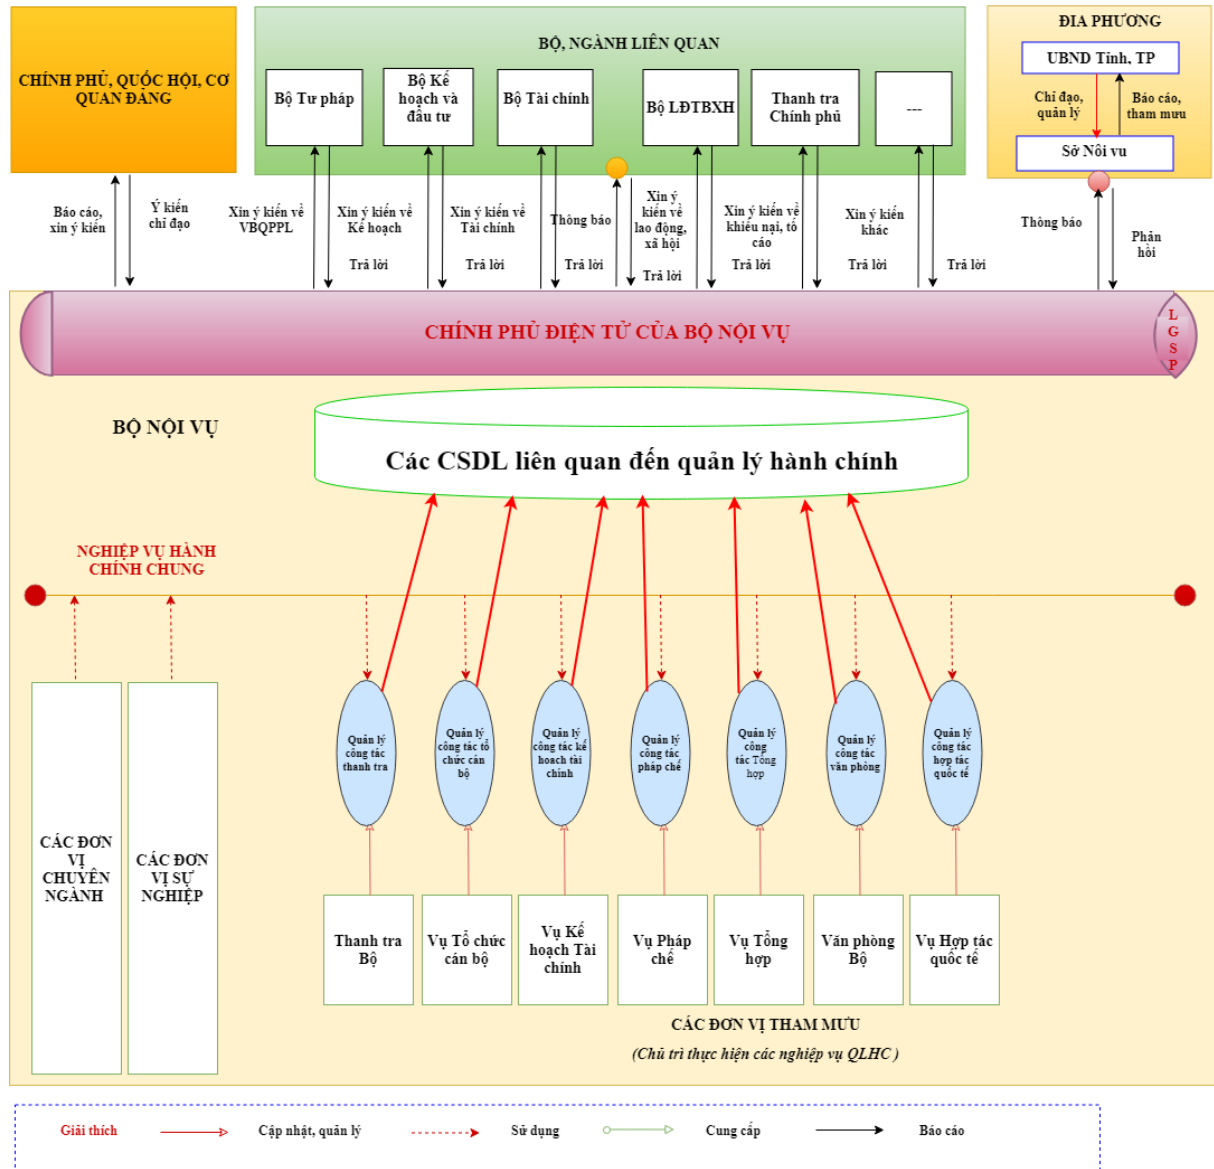 CHÍNH PHỦ, QUỐC HỘI, CƠ
QUAN ĐẢNG
BỘ, NGÀNH LIÊN QUAN
Bộ Tư pháp
Bộ Kế
hoạch và
đầu tư
Bộ Tài chính
Bộ LĐTBXH
Thanh tra
Chính phủ
---
ĐIA PHƯƠNG
UBND Tỉnh, TP
Chỉ đạo,
quản lý
Báo cáo,
tham mưu
Sở Nôi vu
Báo cáo,
xin ý kiến
Ý kiến
chỉ đạo
Xin ý kiến về
VBQPPL
Xin ý kiến về
Kế hoạch
Trả lời
Xin ý kiến về
Tài chính
Trả lời
Thông báo
Trả lời
Xin ý
kiến về
lao động,
xã hội
Trả lời
Xin ý kiến về
khiếu nại, tố
cáo
Trả lời
Xin ý kiến
khác
Trả lời
Trả lời
Thông báo
Phản
hồi
CHÍNH PHỦ ĐIỆN TỬ CỦA BỘ NỘI VỤ
L
G
S
P
BỘ NỘI VỤ
Các CSDL liên quan đến quản lý hành chính
NGHIỆP VỤ HÀNH
CHÍNH CHUNG
Quản lý
công tác
thanh tra
Quản lý
công tác tổ
chức cán
bộ
Quản lý
công tác kế
hoach tài
chính
Quản lý
công tác
pháp chế
Quản lý
công
tác Tổng
hợp
Quản lý
công tác
văn phòng
Quản lý
công tác
hợp tác
quốc tế
CÁC ĐƠN
VỊ
CHUYÊN
NGÀNH
CÁC ĐƠN
VỊ SỰ
NGHIỆP
Thanh tra
Bộ
Vụ Tổ chức
cán bộ
Vụ Kế
hoạch Tài
chính
Vụ Pháp
chế
Vụ Tổng
hợp
Văn phòng
Bộ
Vụ Hợp tác
quốc tế
CÁC ĐƠN VỊ THAM MƯU
(Chủ trì thực hiện các nghiệp vụ QLHC )
Giải thích
Cập nhật, quản lý
Sử dụng
Cung cấp
Báo cáo